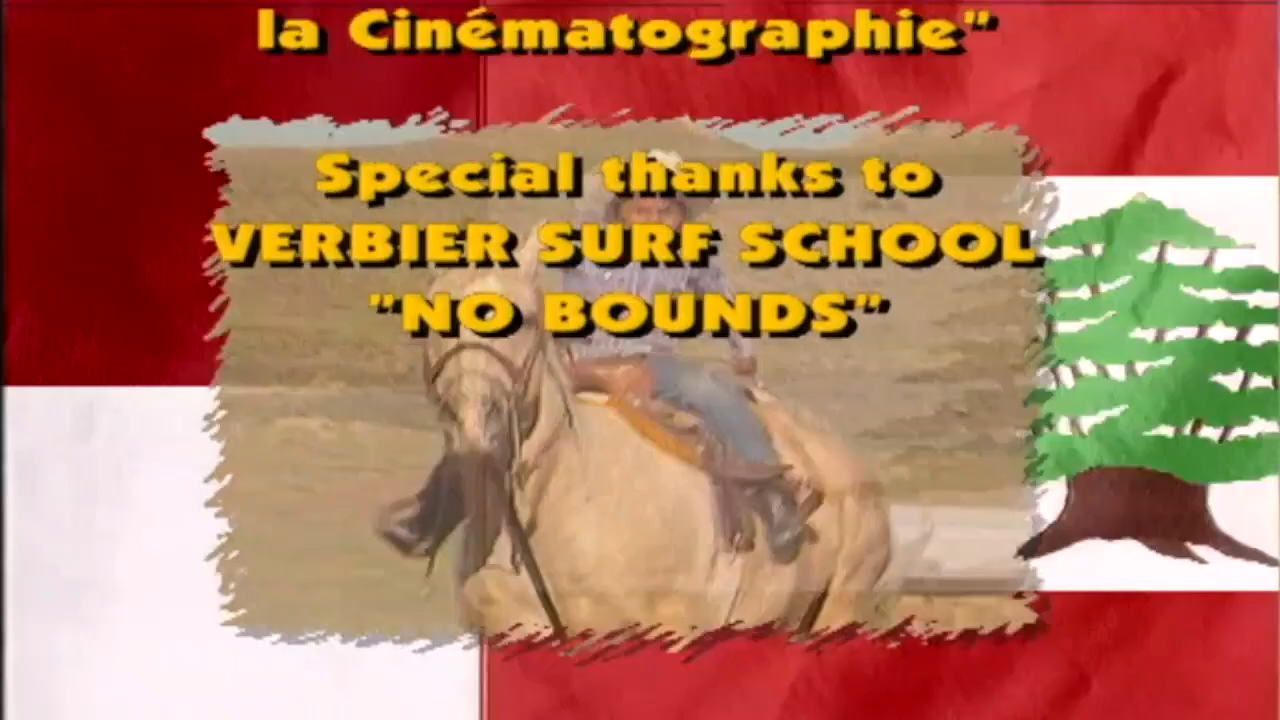 la Cinématographie"
Special thanks to
VERBIER SURF SCHOOL
"NO BOUNDS"